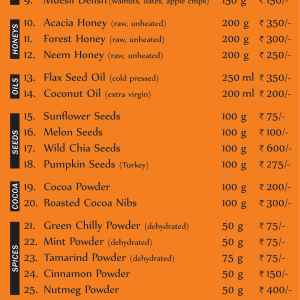 9. Muesli Delish (walnuts, dates, apple chips) 150 g ₹ 150/-
HONEYS
10. Acacia Honey (raw, unheated) 200 g ₹ 350/-
11. Forest Honey (raw, unheated) 200 g ₹ 300/-
12. Neem Honey (raw, unheated) 200 g ₹ 250/-
OILS
13. Flax Seed Oil (cold pressed) 250 ml ₹ 350/-
14. Coconut Oil (extra virgin) 200 ml ₹ 200/-
SEEDS
15. Sunflower Seeds 100 g ₹ 75/-
16. Melon Seeds 100 g ₹ 100/-
17. Wild Chia Seeds 100 g ₹ 600/-
18. Pumpkin Seeds (Turkey) 100 g ₹ 275/-
COCOA
19. Cocoa Powder 100 g ₹ 200/-
20. Roasted Cocoa Nibs 100 g ₹ 300/-
SPICES
21. Green Chilly Powder (dehydrated) 50 g ₹ 75/-
22. Mint Powder (dehydrated) 50 g ₹ 75/-
23. Tamarind Powder (dehydrated) 75 g ₹ 75/-
24. Cinnamon Powder 50 g ₹ 150/-
25. Nutmeg Powder 50 g ₹ 400/-